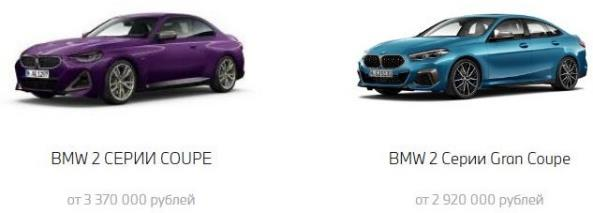 BMW 2 СЕРИИ COUPE
BMW 2 Серии Gran Coupe
от 3 370 000 рублей
от 2 920 000 рублей